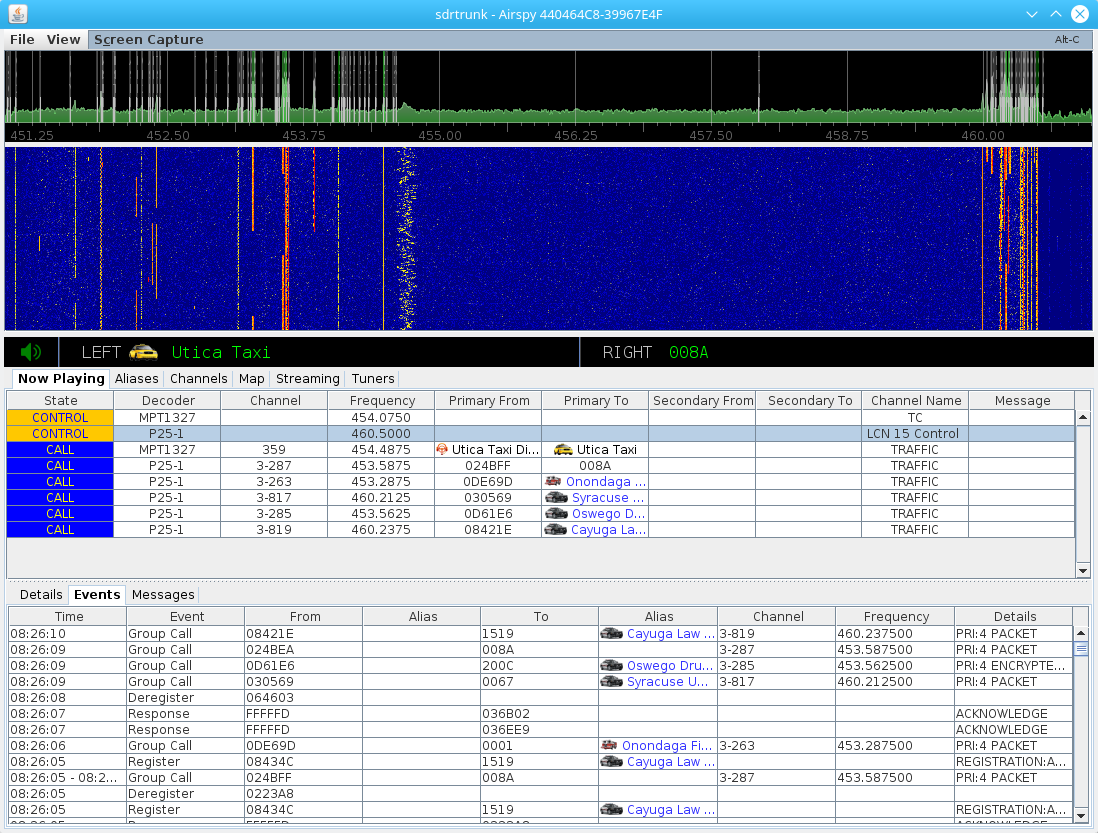 sdrtrunk - Airspy 440464C8-39967E4F
File View Screen Capture Alt-C
451.25 452.50 453.75 455.00 456.25 457.50 458.75 460.00
LEFT Utica Taxi RIGHT 008A
Now Playing Aliases Channels Map Streaming Tuners
State Decoder Channel Frequency Primary From Primary To Secondary From Secondary To Channel Name Message
CONTROL MPT1327 454.0750 TC
CONTROL P25-1 460.5000 LCN 15 Control
CALL MPT1327 359 454.4875 Utica Taxi Di... Utica Taxi TRAFFIC
CALL P25-1 3-287 453.5875 024BFF 008A TRAFFIC
CALL P25-1 3-263 453.2875 0DE69D Onondaga ... TRAFFIC
CALL P25-1 3-817 460.2125 030569 Syracuse ... TRAFFIC
CALL P25-1 3-285 453.5625 0D61E6 Oswego D... TRAFFIC
CALL P25-1 3-819 460.2375 08421E Cayuga La... TRAFFIC
Details Events Messages
Time Event From Alias To Alias Channel Frequency Details
08:26:10 Group Call 08421E 1519 Cayuga Law ... 3-819 460.237500 PRI:4 PACKET
08:26:09 Group Call 024BEA 008A 3-287 453.587500 PRI:4 PACKET
08:26:09 Group Call 0D61E6 200C Oswego Dru... 3-285 453.562500 PRI:4 ENCRYPTE...
08:26:09 Group Call 030569 0067 Syracuse U... 3-817 460.212500 PRI:4 PACKET
08:26:08 Deregister 064603
08:26:07 Response FFFFFD 036B02 ACKNOWLEDGE
08:26:07 Response FFFFFD 036EE9 ACKNOWLEDGE
08:26:06 Group Call 0DE69D 0001 Onondaga Fi... 3-263 453.287500 PRI:4 PACKET
08:26:05 Register 08434C 1519 Cayuga Law ... REGISTRATION:A...
08:26:05 - 08:2... Group Call 024BFF 008A 3-287 453.587500 PRI:4 PACKET
08:26:05 Deregister 0223A8
08:26:05 Register 08434C 1519 Cayuga Law ... REGISTRATION:A...